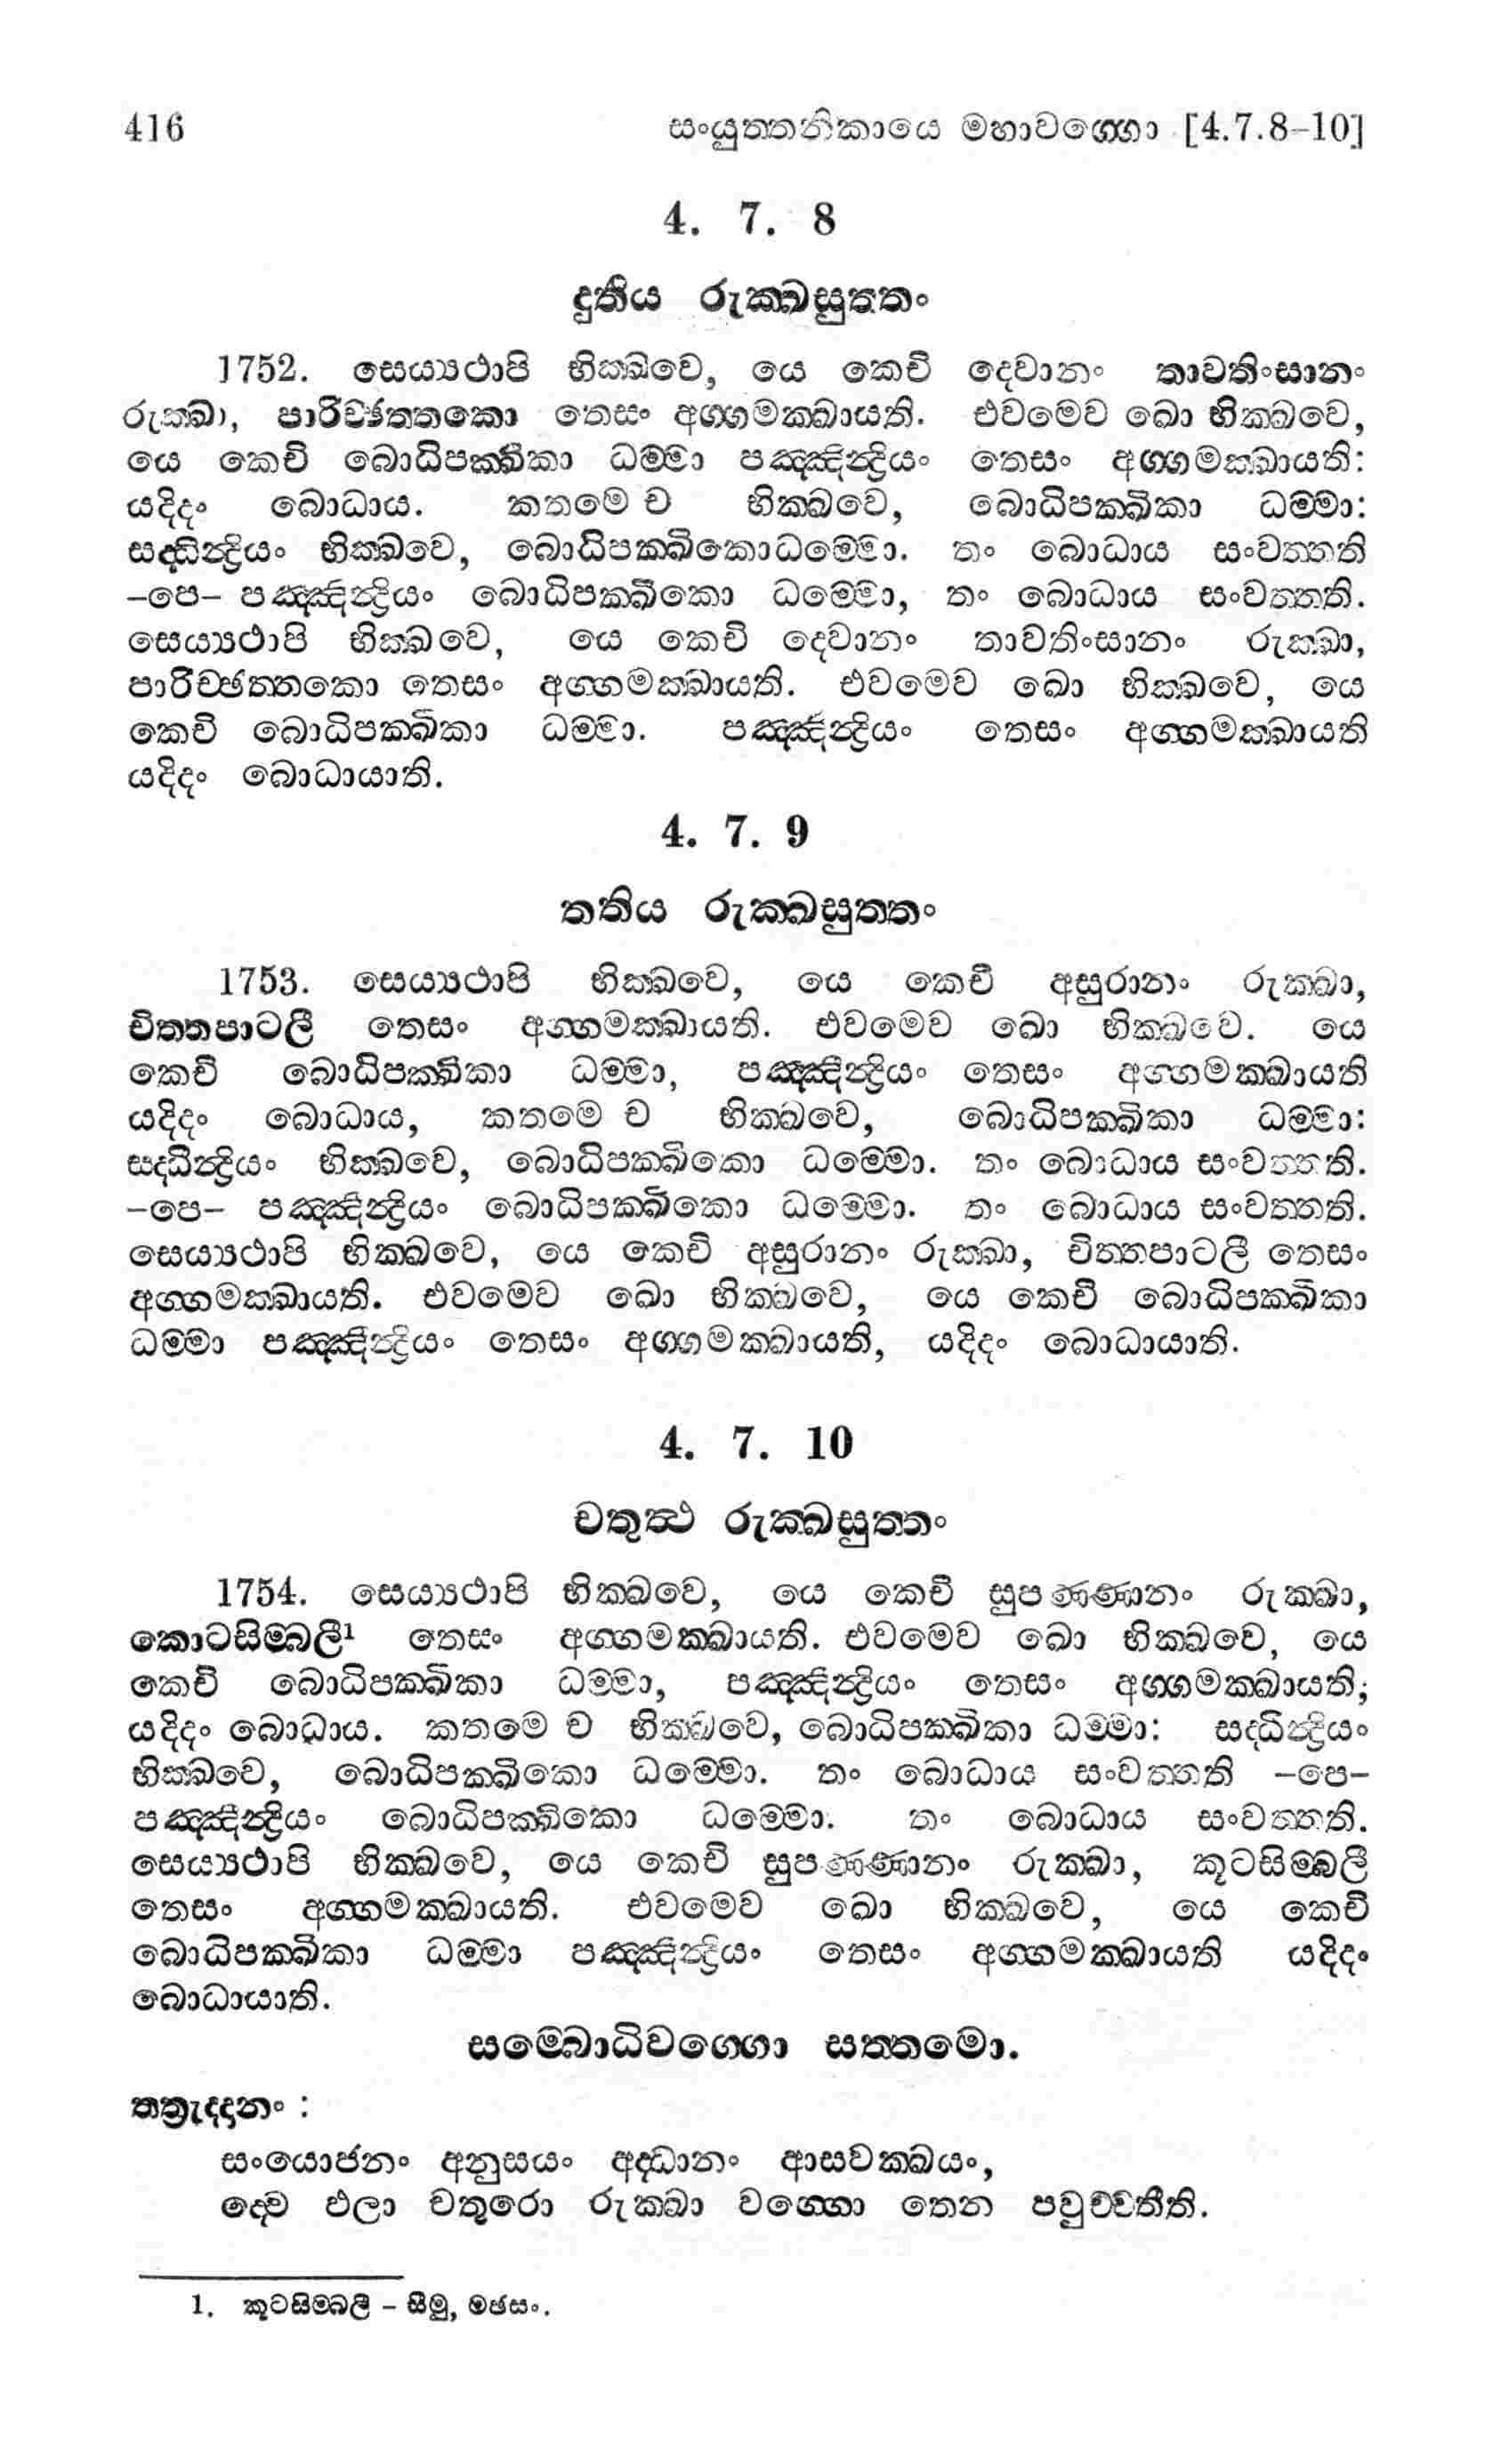 416 සංයුත්තනිකායෙ මහාවග්ගො [4.7.8-10]
4. 7. 8
දුතිය රුක්ඛසුත්තං
1752. සෙය්‍යථාපි භික්ඛවෙ, යෙ කෙචි දෙවානං තාවතිංසානං
රුක්ඛා, පාරිච්ඡත්තකො තෙසං අග්ගමක්ඛායති. එවමෙව ඛො භික්ඛවෙ,
යෙ කෙචි බොධිපක්ඛිකා ධම්මා පඤ්ඤින්ද්‍රියං තෙසං අග්ගමක්ඛායති:
යදිදං බොධාය. කතමෙ ච භික්ඛවෙ, බොධිපක්ඛිකා ධම්මා:
සද්ධින්ද්‍රියං භික්ඛවෙ, බොධිපක්ඛිකොධම්මො. තං බොධාය සංවත්තති
-පෙ- පඤ්ඤින්ද්‍රියං බොධිපක්ඛිකො ධම්මො, තං බොධාය සංවත්තති.
සෙය්‍යථාපි භික්ඛවෙ, යෙ කෙචි දෙවානං තාවතිංසානං රුක්ඛා,
පාරිච්ඡත්තකො තෙසං අග්ගමක්ඛායති. එවමෙව ඛො භික්ඛවෙ, යෙ
කෙචි බොධිපක්ඛිකා ධම්මා. පඤ්ඤින්ද්‍රියං තෙසං අග්ගමක්ඛායති
යදිදං බොධායාති.
4. 7. 9
තතිය රුක්ඛසුත්තං
1753. සෙය්‍යථාපි භික්ඛවෙ, යෙ කෙචි අසුරානං රුක්ඛා,
චිත්තපාටලී තෙසං අග්ගමක්ඛායති. එවමෙව ඛො භික්ඛවෙ. යෙ
කෙචි බොධිපක්ඛිකා ධම්මා, පඤ්ඤින්ද්‍රියං තෙසං අග්ගමක්ඛායති
යදිදං බොධාය, කතමෙ ච භික්ඛවෙ, බොධිපක්ඛිකා ධම්මා:
සද්ධින්ද්‍රියං භික්ඛවෙ, බොධිපක්ඛිකො ධම්මො. තං බොධාය සංවත්තති.
-පෙ- පඤ්ඤින්ද්‍රියං බොධිපක්ඛිකො ධම්මො. තං බොධාය සංවත්තති.
සෙය්‍යථාපි භික්ඛවෙ, යෙ කෙචි අසුරානං රුක්ඛා, චිත්තපාටලී තෙසං
අග්ගමක්ඛායති. එවමෙව ඛො භික්ඛවෙ, යෙ කෙචි බොධිපක්ඛිකා
ධම්මා පඤ්ඤින්ද්‍රියං තෙසං අග්ගමක්ඛායති, යදිදං බොධායාති.
4. 7. 10
චතුත්ථ රුක්ඛසුත්තං
1754. සෙය්‍යථාපි භික්ඛවෙ, යෙ කෙචි සුපණ්ණානං රුක්ඛා,
කොටසිම්බලී¹ තෙසං අග්ගමක්ඛායති. එවමෙව ඛො භික්ඛවෙ, යෙ
කෙචි බොධිපක්ඛිකා ධම්මා, පඤ්ඤින්ද්‍රියං තෙසං අග්ගමක්ඛායති;
යදිදං බොධාය. කතමෙ ච භික්ඛවෙ, බොධිපක්ඛිකා ධම්මා: සද්ධින්ද්‍රියං
භික්ඛවෙ, බොධිපක්ඛිකො ධම්මො. තං බොධාය සංවත්තති -පෙ-
පඤ්ඤින්ද්‍රියං බොධිපක්ඛිකො ධම්මො. තං බොධාය සංවත්තති.
සෙය්‍යථාපි භික්ඛවෙ, යෙ කෙචි සුපණ්ණානං රුක්ඛා, කූටසිම්බලී
තෙසං අග්ගමක්ඛායති. එවමෙව ඛො භික්ඛවෙ, යෙ කෙචි
බොධිපක්ඛිකා ධම්මා පඤ්ඤින්ද්‍රියං තෙසං අග්ගමක්ඛායති යදිදං
බොධායාති.
සම්බොධිවග්ගො සත්තමො.
තත්‍රැද්දානං :
සංයොජනං අනුසයං අද්ධානං ආසවක්ඛයං,
ද්වෙ ඵලා චතුරො රුක්ඛා වග්ගො තෙන පවුච්චතීති.
1. කූටසිම්බලී - සීමු, මඡසං.